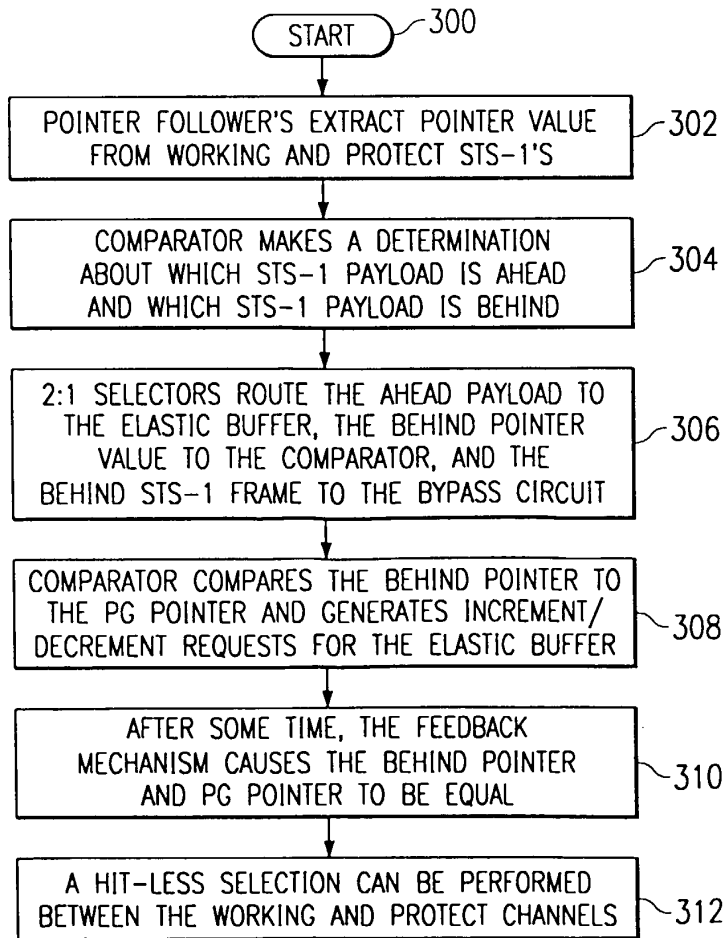 START
300
POINTER FOLLOWER'S EXTRACT POINTER VALUE
FROM WORKING AND PROTECT STS-1'S
302
COMPARATOR MAKES A DETERMINATION
ABOUT WHICH STS-1 PAYLOAD IS AHEAD
AND WHICH STS-1 PAYLOAD IS BEHIND
304
2:1 SELECTORS ROUTE THE AHEAD PAYLOAD TO
THE ELASTIC BUFFER, THE BEHIND POINTER
VALUE TO THE COMPARATOR, AND THE
BEHIND STS-1 FRAME TO THE BYPASS CIRCUIT
306
COMPARATOR COMPARES THE BEHIND POINTER TO
THE PG POINTER AND GENERATES INCREMENT/
DECREMENT REQUESTS FOR THE ELASTIC BUFFER
308
AFTER SOME TIME, THE FEEDBACK
MECHANISM CAUSES THE BEHIND POINTER
AND PG POINTER TO BE EQUAL
310
A HIT-LESS SELECTION CAN BE PERFORMED
BETWEEN THE WORKING AND PROTECT CHANNELS
312